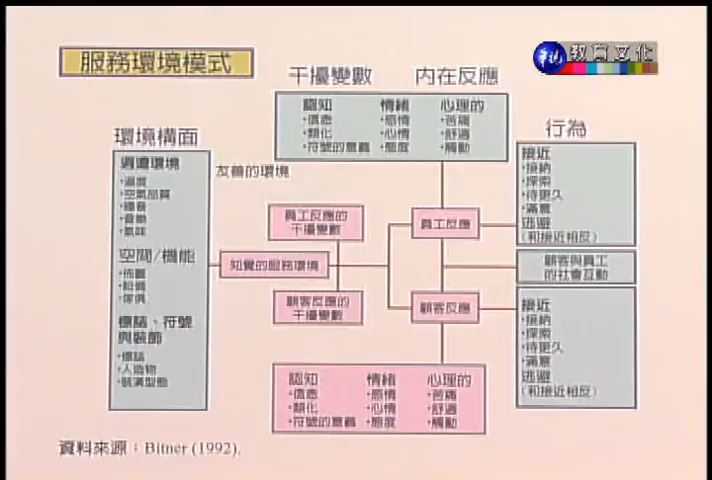 服務環境模式
華視 教育文化
干擾變數 內在反應
認知 情緒 心理的
·信念 ·感情 ·苦痛
·類化 ·心情 ·舒適
·符號的意義 ·態度 ·觸動
行為
環境構面
週遭環境
·溫度
·空氣品質
·噪音
·音樂
·氣味
空間/機能
·佈置
·設備
·傢俱
標誌、符號
與裝飾
·標誌
·人造物
·裝潢型態
友善的環境
員工反應的
干擾變數
知覺的服務環境
顧客反應的
干擾變數
員工反應
顧客反應
接近
·接納
·探索
·待更久
·滿意
逃避
(和接近相反)
顧客與員工
的社會互動
接近
·接納
·探索
·待更久
·滿意
逃避
(和接近相反)
認知 情緒 心理的
·信念 ·感情 ·苦痛
·類化 ·心情 ·舒適
·符號的意義 ·態度 ·觸動
資料來源：Bitner (1992).